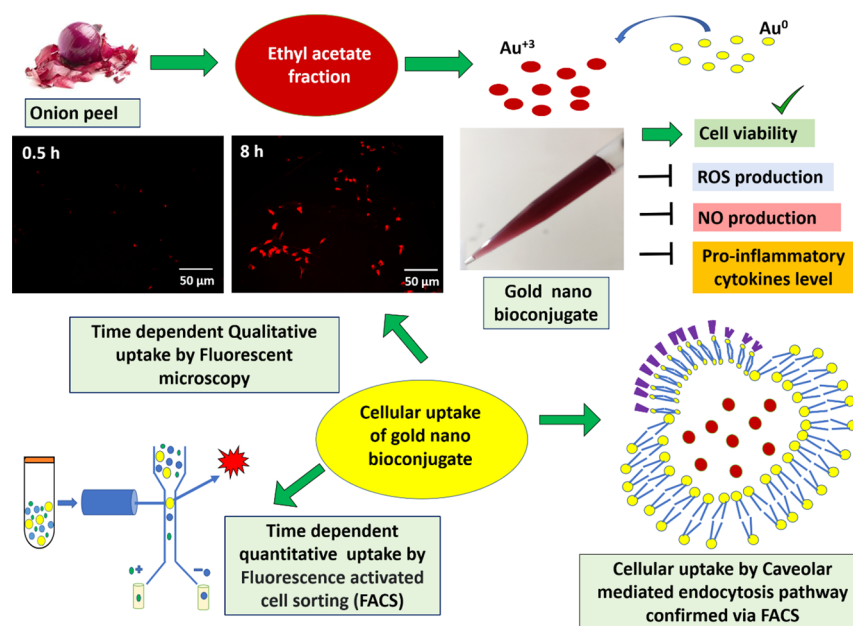 Onion peel
Ethyl acetate
fraction
Au+3
Au0
0.5 h
50 µm
8 h
50 µm
Gold nano
bioconjugate
Cell viability
ROS production
NO production
Pro-inflammatory
cytokines level
Time dependent Qualitative
uptake by Fluorescent
microscopy
Cellular uptake
of gold nano
bioconjugate
+
–
Time dependent
quantitative uptake by
Fluorescence activated
cell sorting (FACS)
Cellular uptake by Caveolar
mediated endocytosis pathway
confirmed via FACS